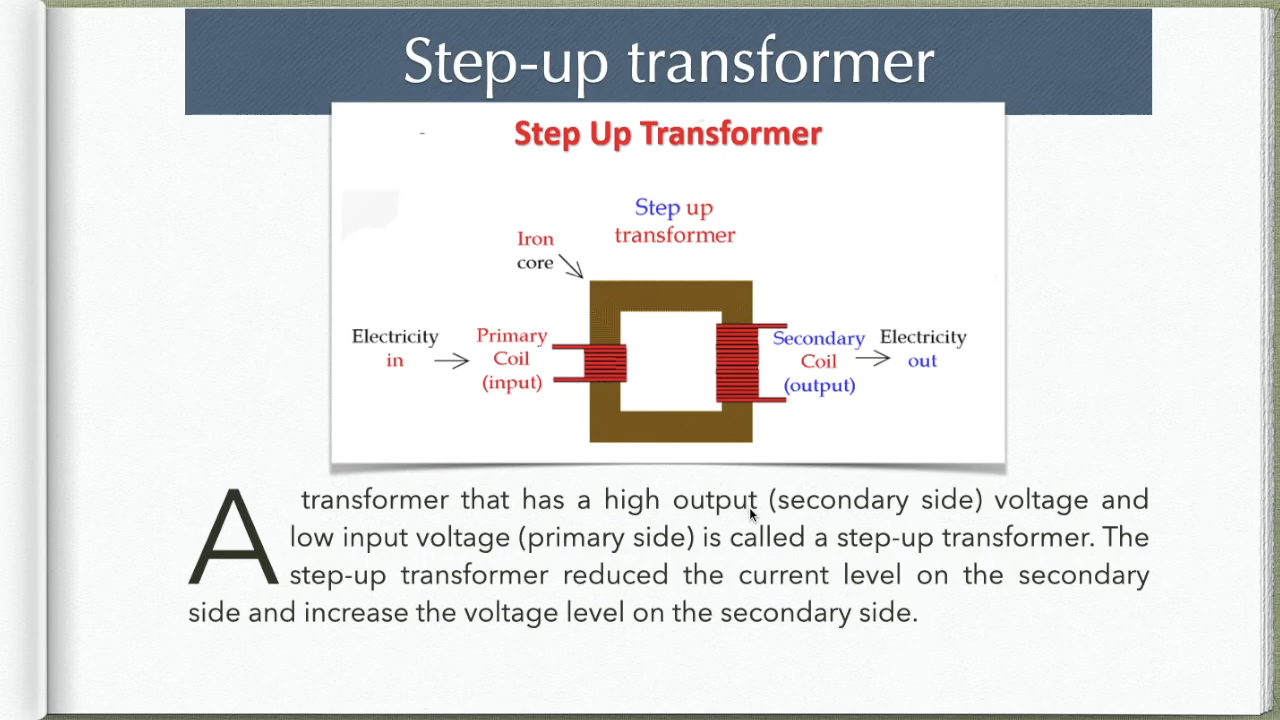 Step-up transformer
Step Up Transformer
Step up
transformer
Iron
core
Electricity
in
Primary
Coil
(input)
Secondary
Coil
(output)
Electricity
out
A transformer that has a high output (secondary side) voltage and
low input voltage (primary side) is called a step-up transformer. The
step-up transformer reduced the current level on the secondary
side and increase the voltage level on the secondary side.